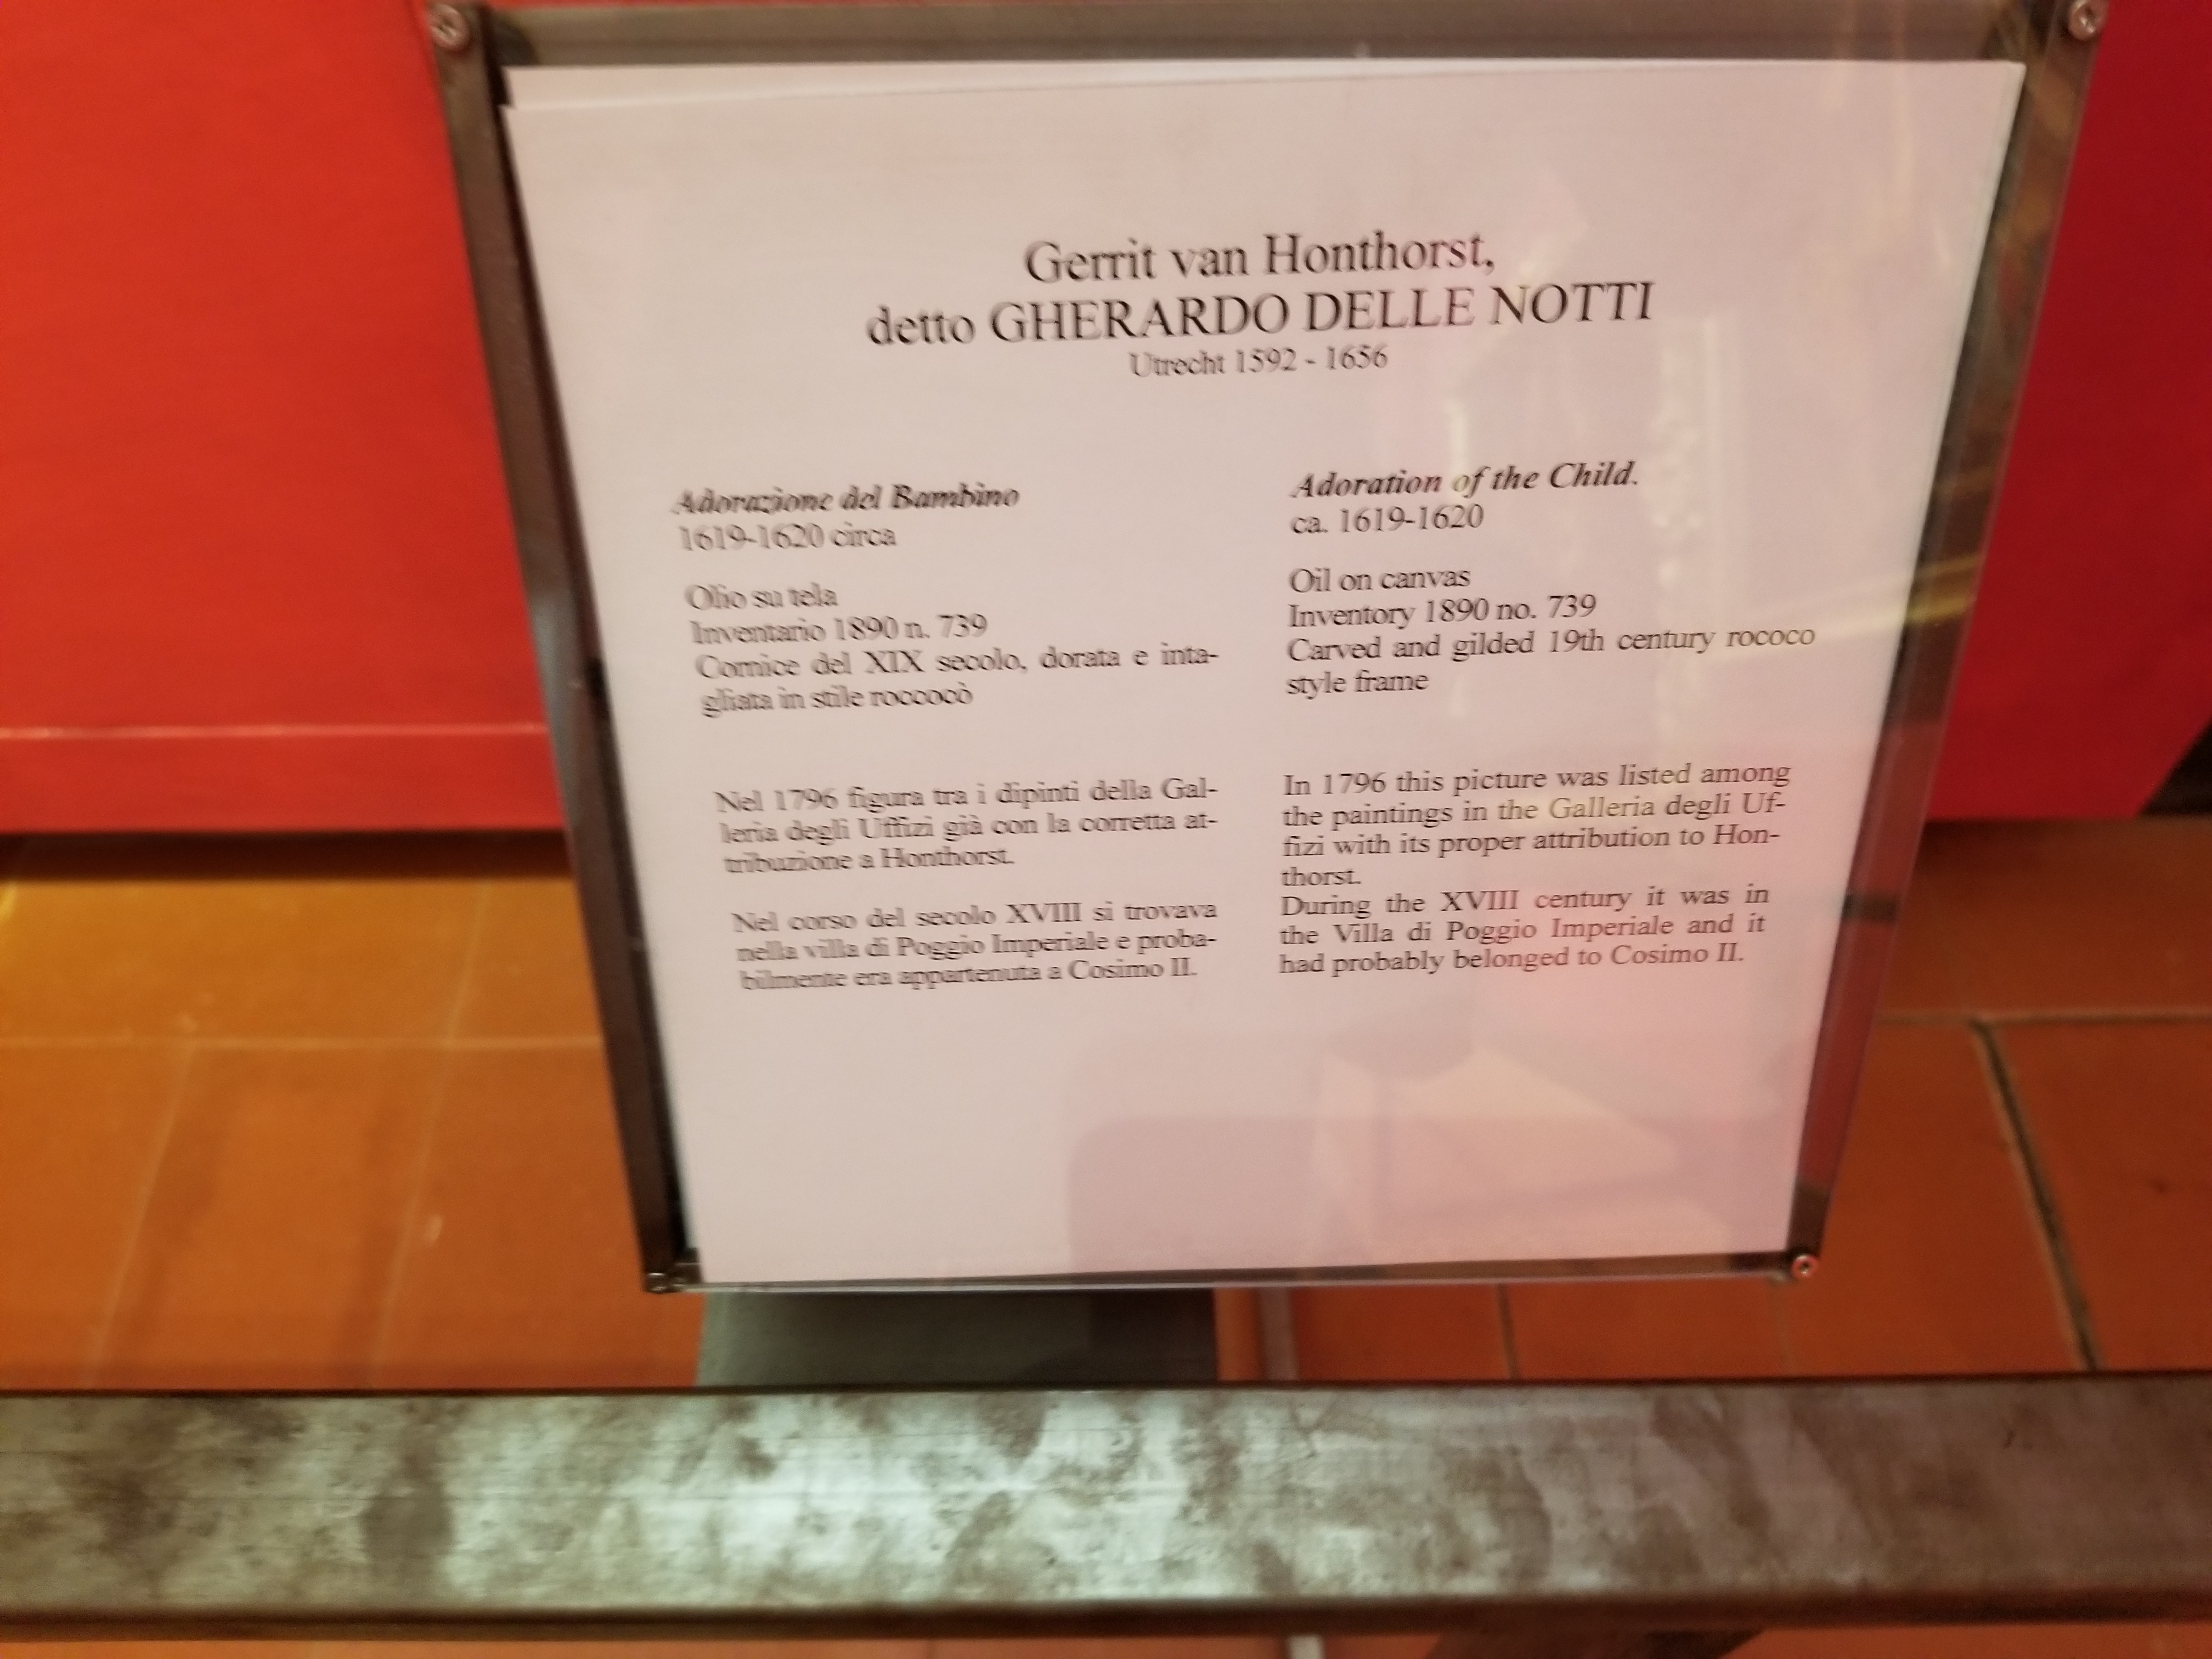 Gerrit van Honthorst,
detto GHERARDO DELLE NOTTI
Utrecht 1592 - 1656
Adorazione del Bambino
1619-1620 circa
Olio su tela
Inventario 1890 n. 739
Cornice del XIX secolo, dorata e inta-
gliata in stile roccocò
Nel 1796 figura tra i dipinti della Gal-
leria degli Uffizi già con la corretta at-
tribuzione a Honthorst.
Nel corso del secolo XVIII si trovava
nella villa di Poggio Imperiale e proba-
bilmente era appartenuta a Cosimo II.
Adoration of the Child.
ca. 1619-1620
Oil on canvas
Inventory 1890 no. 739
Carved and gilded 19th century rococo
style frame
In 1796 this picture was listed among
the paintings in the Galleria degli Uf-
fizi with its proper attribution to Hon-
thorst.
During the XVIII century it was in
the Villa di Poggio Imperiale and it
had probably belonged to Cosimo II.